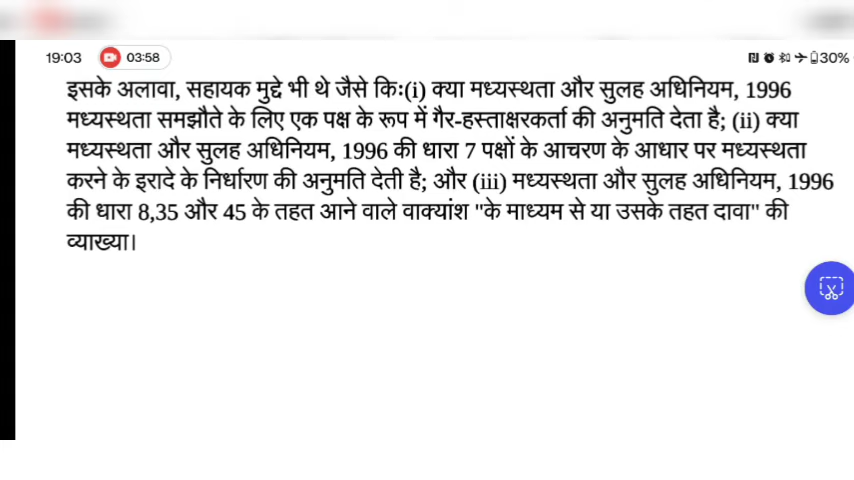 19:03 03:58 30%
इसके अलावा, सहायक मुद्दे भी थे जैसे कि:(i) क्या मध्यस्थता और सुलह अधिनियम, 1996
मध्यस्थता समझौते के लिए एक पक्ष के रूप में गैर-हस्ताक्षरकर्ता की अनुमति देता है; (ii) क्या
मध्यस्थता और सुलह अधिनियम, 1996 की धारा 7 पक्षों के आचरण के आधार पर मध्यस्थता
करने के इरादे के निर्धारण की अनुमति देती है; और (iii) मध्यस्थता और सुलह अधिनियम, 1996
की धारा 8,35 और 45 के तहत आने वाले वाक्यांश "के माध्यम से या उसके तहत दावा" की
व्याख्या।